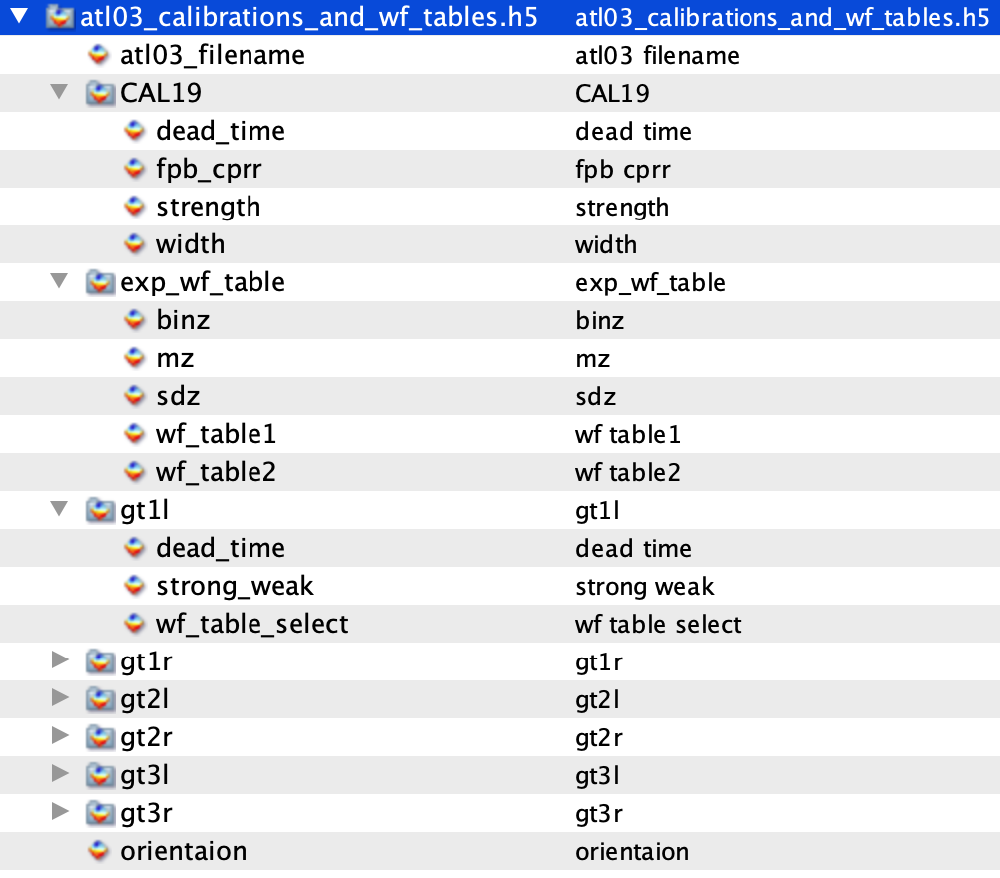 atl03_calibrations_and_wf_tables.h5 atl03_calibrations_and_wf_tables.h5
atl03_filename atl03 filename
CAL19 CAL19
dead_time dead time
fpb_cprr fpb cprr
strength strength
width width
exp_wf_table exp_wf_table
binz binz
mz mz
sdz sdz
wf_table1 wf table1
wf_table2 wf table2
gt1l gt1l
dead_time dead time
strong_weak strong weak
wf_table_select wf table select
gt1r gt1r
gt2l gt2l
gt2r gt2r
gt3l gt3l
gt3r gt3r
orientaion orientaion